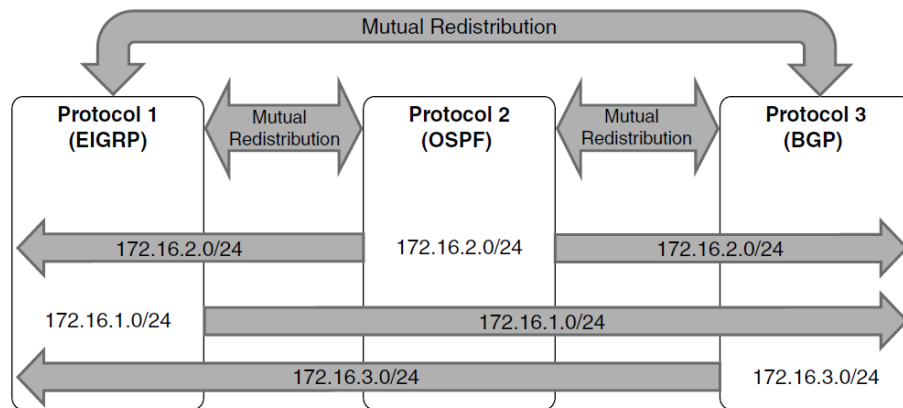 Mutual Redistribution
Protocol 1
(EIGRP)
Mutual
Redistribution
Protocol 2
(OSPF)
Mutual
Redistribution
Protocol 3
(BGP)
172.16.2.0/24
172.16.2.0/24
172.16.2.0/24
172.16.1.0/24
172.16.1.0/24
172.16.3.0/24
172.16.3.0/24